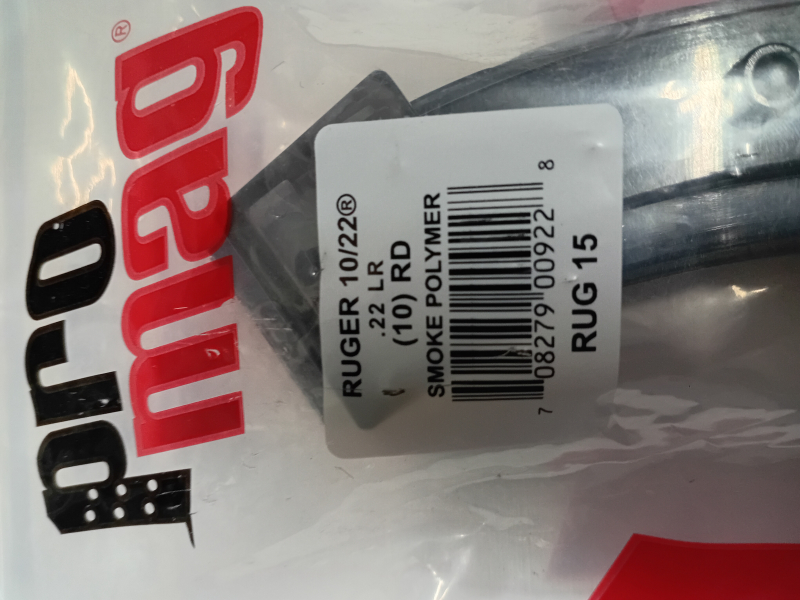 pro
mag®
RUGER 10/22®
.22 LR
(10) RD
SMOKE POLYMER
7 08279 00922 8
RUG 15